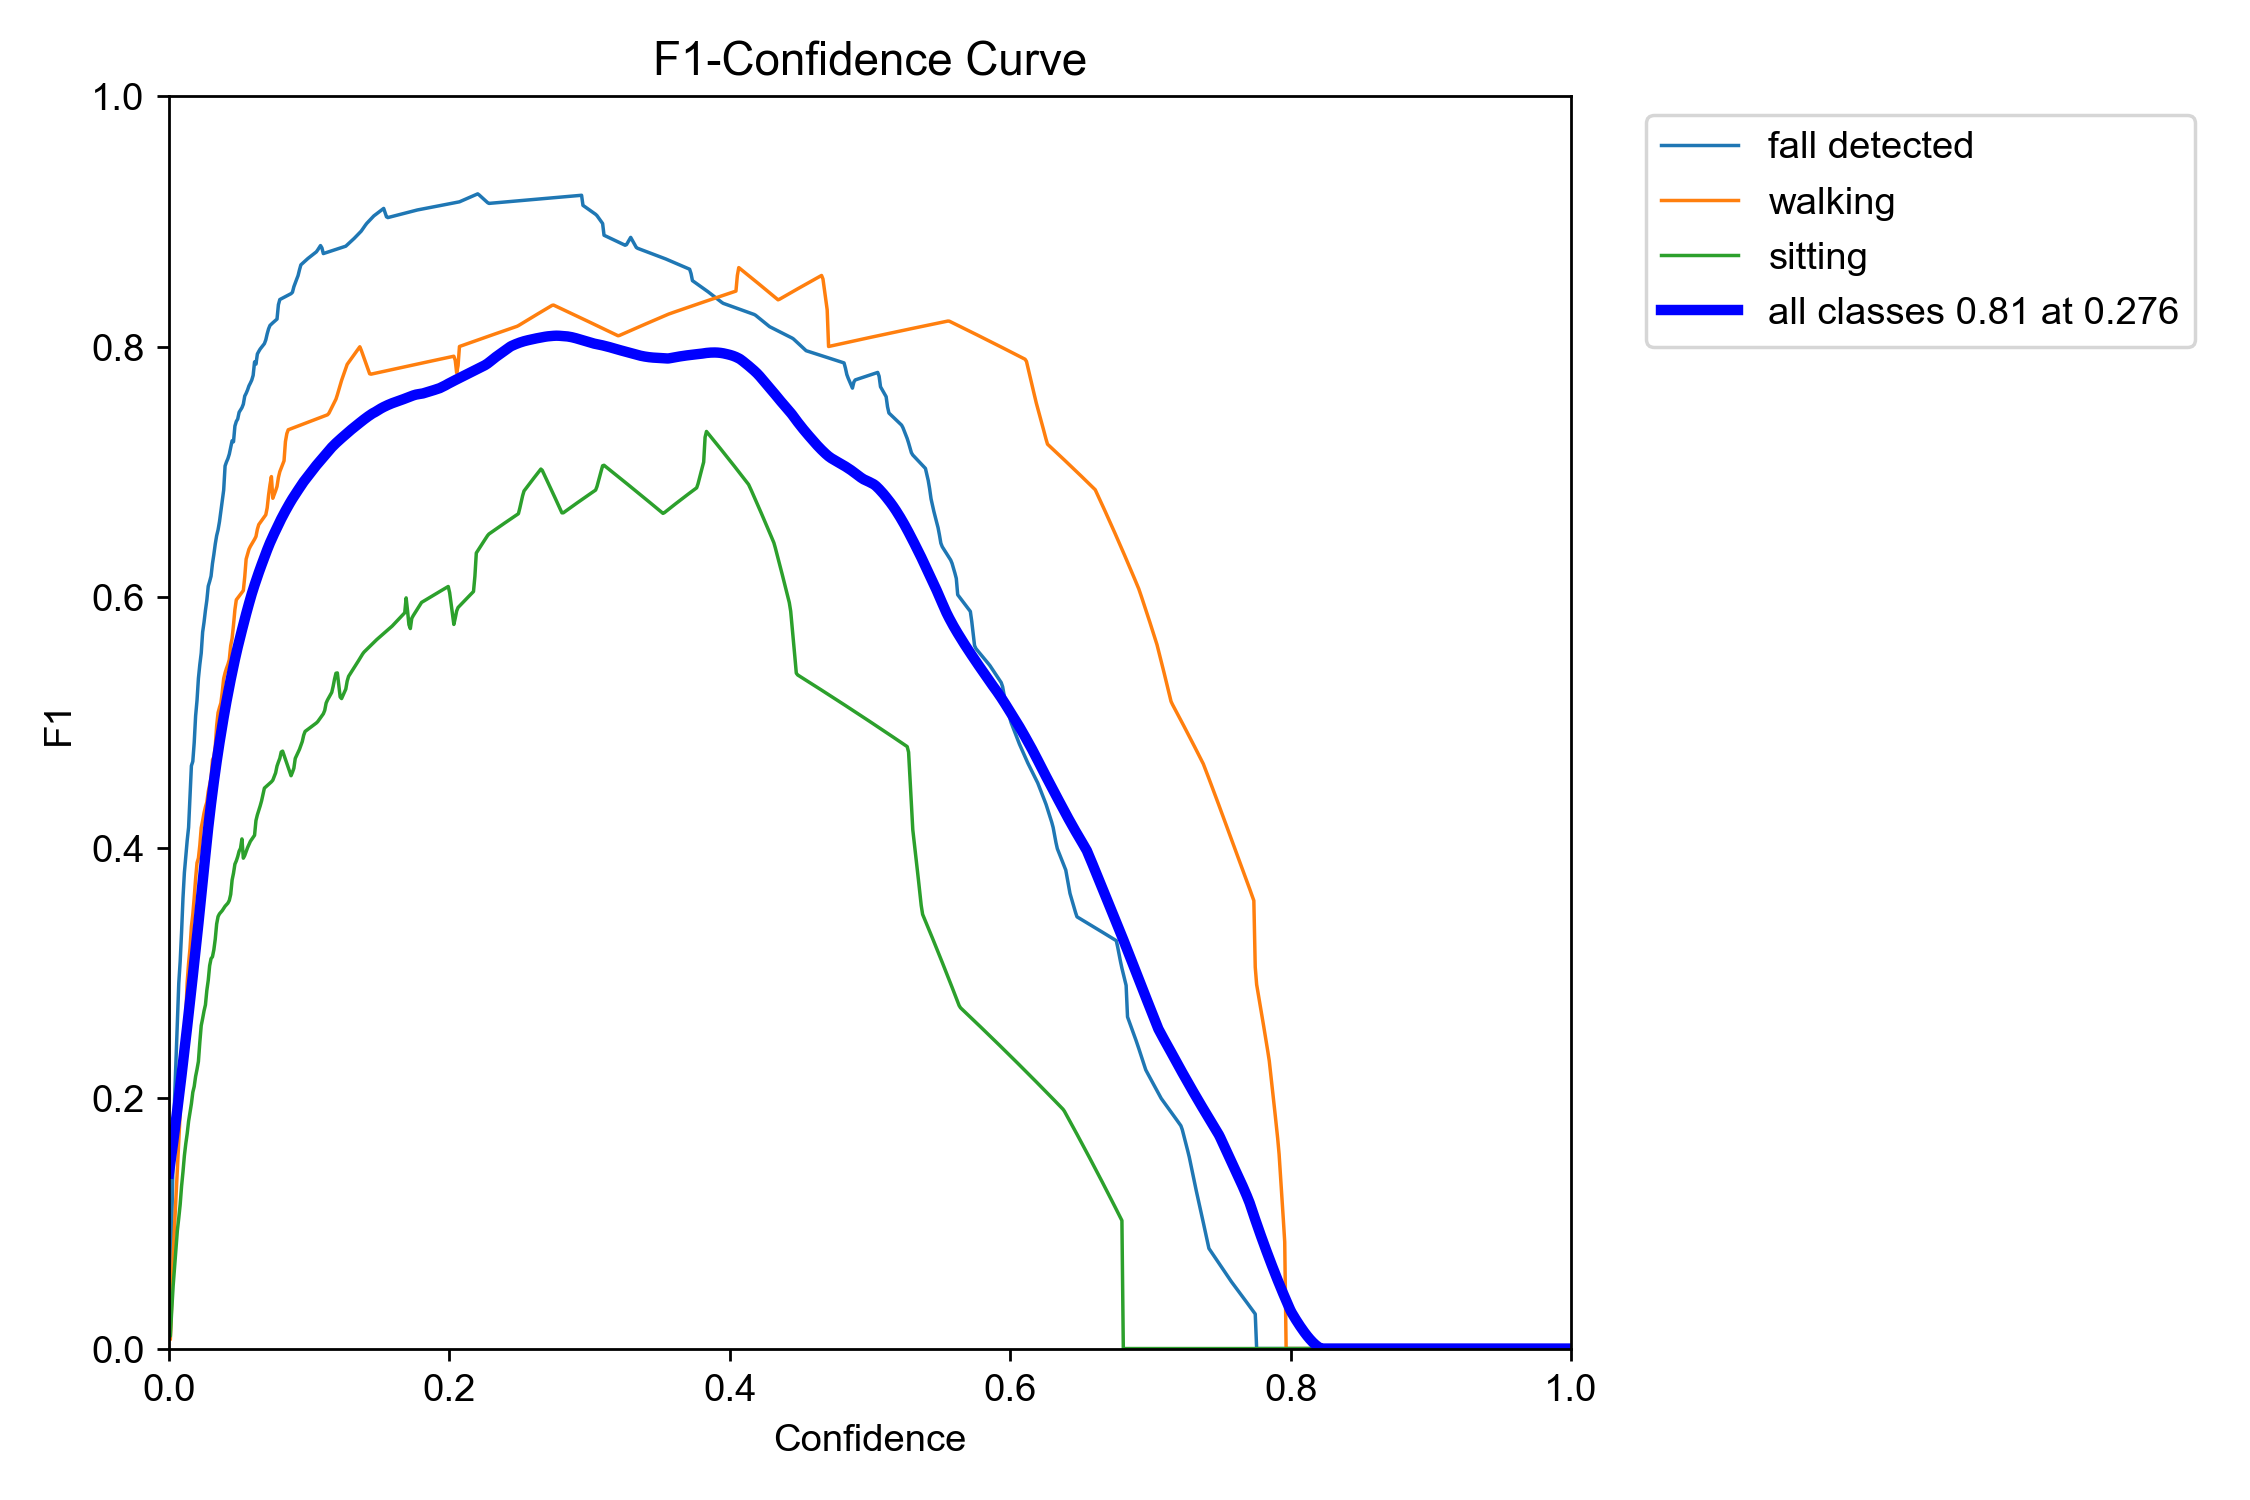 F1-Confidence Curve
1.0
0.8
0.6
0.4
0.2
0.0
F1
0.0 0.2 0.4 0.6 0.8 1.0
Confidence
fall detected
walking
sitting
all classes 0.81 at 0.276